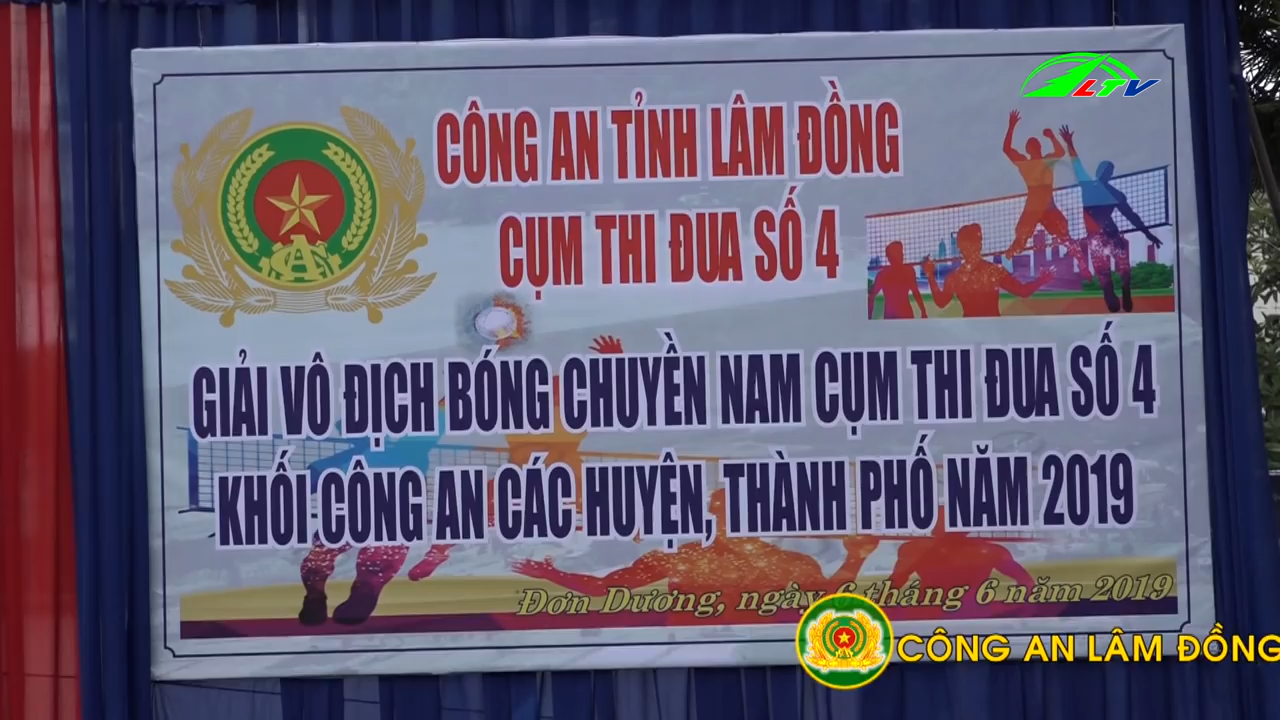 LTV
CÔNG AN TỈNH LÂM ĐỒNG
CỤM THI ĐUA SỐ 4
GIẢI VÔ ĐỊCH BÓNG CHUYỀN NAM CỤM THI ĐUA SỐ 4
KHỐI CÔNG AN CÁC HUYỆN, THÀNH PHỐ NĂM 2019
Đơn Dương, ngày 6 tháng 6 năm 2019
CÔNG AN LÂM ĐỒNG